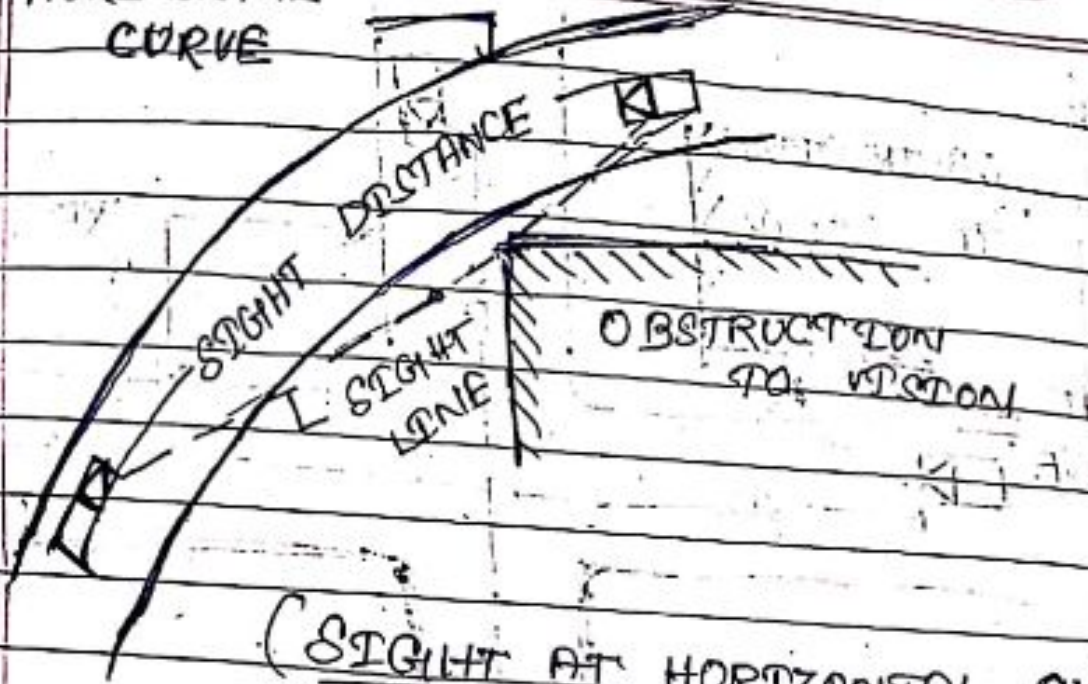 CURVE
SIGHT DISTANCE
SIGHT
LINE
OBSTRUCTION
TO VISION
(SIGHT AT HORIZONTAL